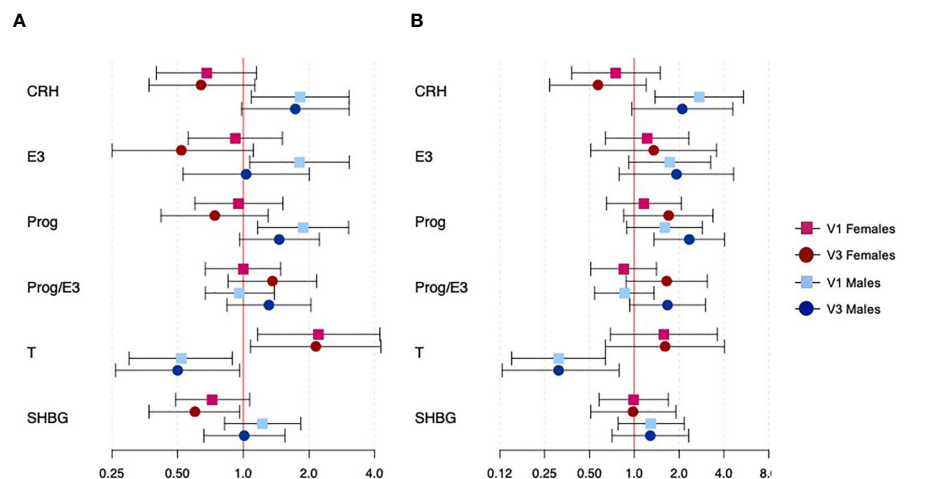 A
B
CRH
E3
Prog
Prog/E3
T
SHBG
0.25 0.50 1.0 2.0 4.0
CRH
E3
Prog
Prog/E3
T
SHBG
0.12 0.25 0.50 1.0 2.0 4.0 8.
V1 Females
V3 Females
V1 Males
V3 Males